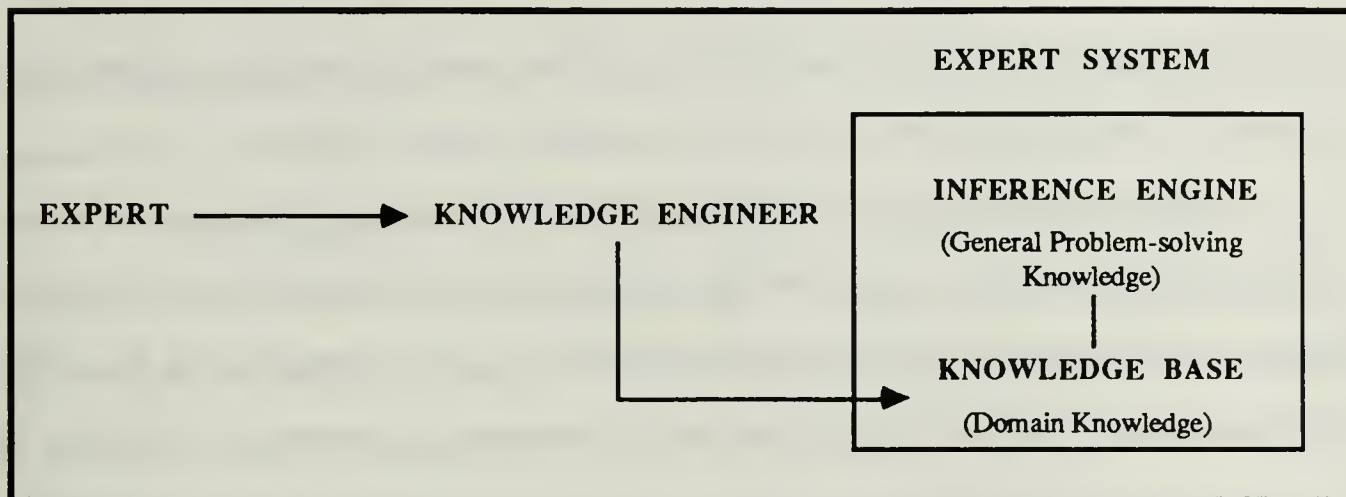 EXPERT SYSTEM
EXPERT
KNOWLEDGE ENGINEER
INFERENCE ENGINE
(General Problem-solving
Knowledge)
KNOWLEDGE BASE
(Domain Knowledge)